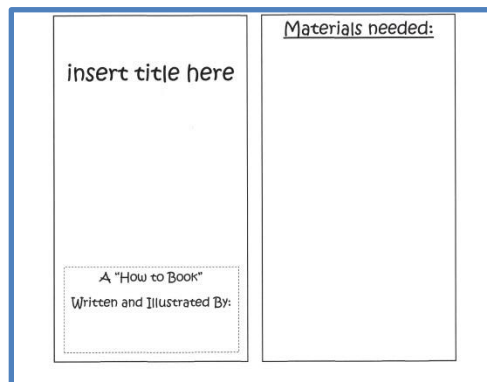 insert title here
A "How to Book"
Written and Illustrated By:
Materials needed: